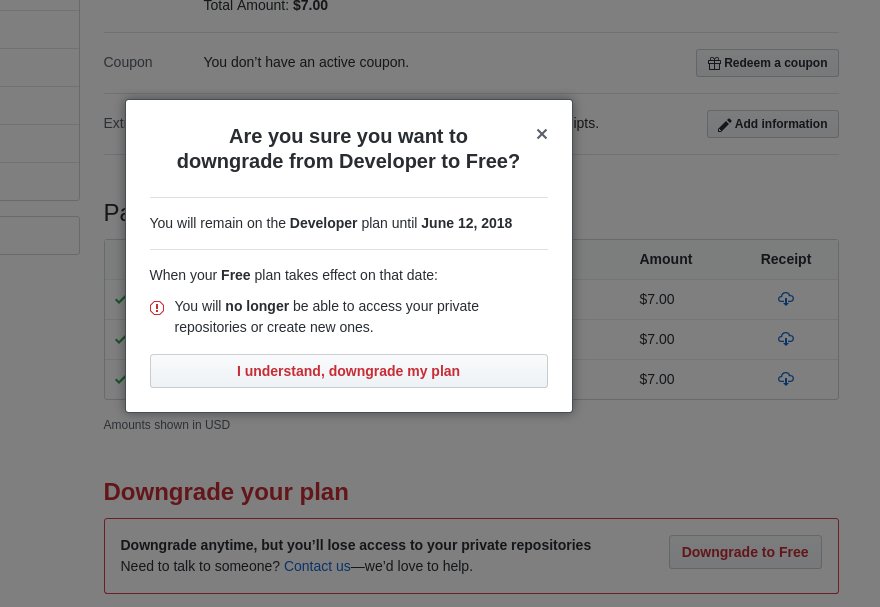 Total Amount: $7.00
Coupon You don’t have an active coupon. Redeem a coupon
Add information
Are you sure you want to
downgrade from Developer to Free?
You will remain on the Developer plan until June 12, 2018
When your Free plan takes effect on that date:
You will no longer be able to access your private
repositories or create new ones.
I understand, downgrade my plan
Amount Receipt
$7.00
$7.00
$7.00
Amounts shown in USD
Downgrade your plan
Downgrade anytime, but you’ll lose access to your private repositories
Need to talk to someone? Contact us—we’d love to help.
Downgrade to Free